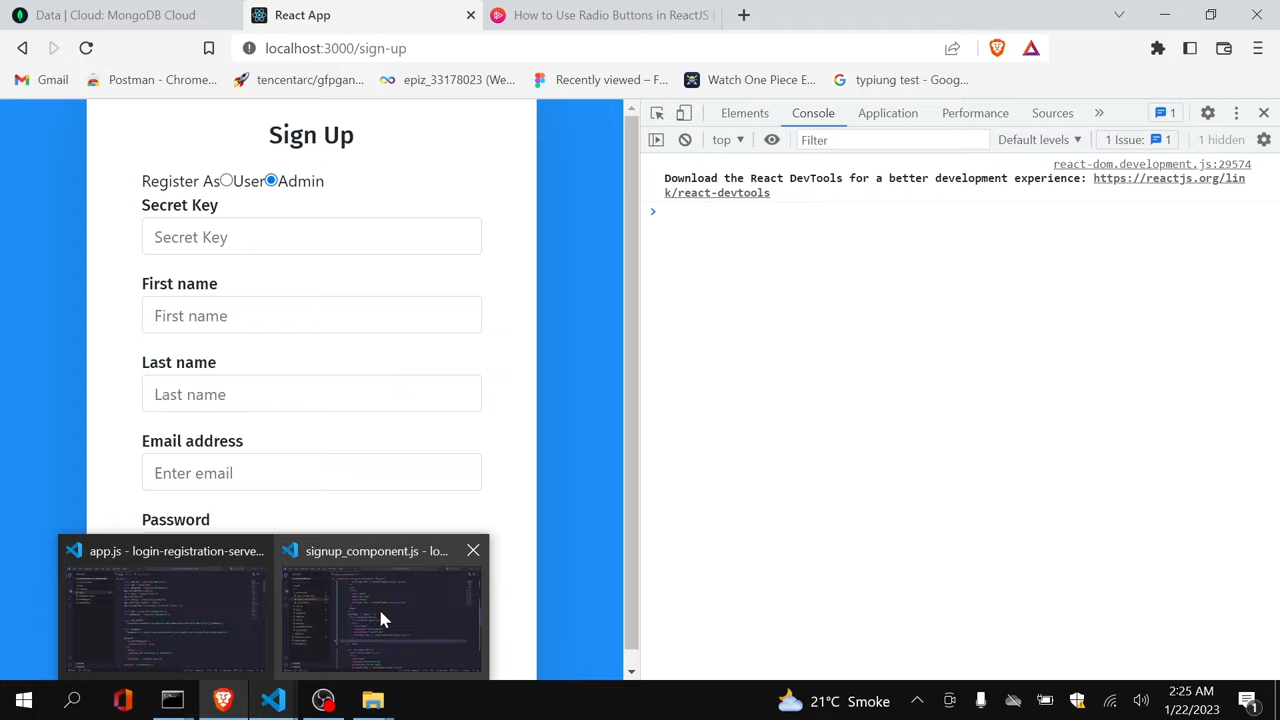 Data | Cloud: MongoDB Cloud
React App
How to Use Radio Buttons in ReactJS |
localhost:3000/sign-up
Gmail
Postman - Chrome...
tencentarc/gfpgan...
epiz_33178023 (We...
Recently viewed – F...
Watch One Piece E...
typiung test - Goog...
Elements
Console
Application
Performance
Sources
1
top
Filter
Default levels
1 Issue:
1
1 hidden
react-dom.development.js:29574
Download the React DevTools for a better development experience: https://reactjs.org/lin
k/react-devtools
Sign Up
Register As User Admin
Secret Key
Secret Key
First name
First name
Last name
Last name
Email address
Enter email
Password
app.js - login-registration-serve...
signup_component.js - lo...
21°C Smoke
2:25 AM
1/22/2023
1